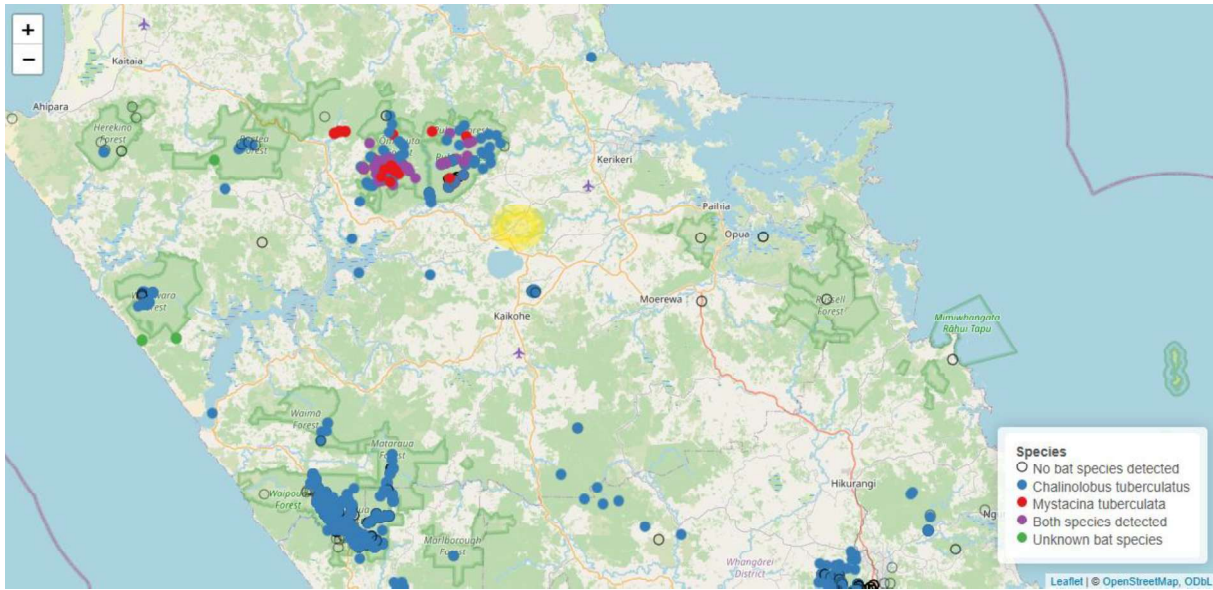 +
−
Kaitaia
Ahipara
Herekino
Forest
Forest
Kerikeri
Paihia
Opua
Moerewa
Forest
Forest
Mimiwhangata
Rāhui Tapu
Kaikohe
Waimā
Forest
Mataraua
Waipoua
Forest
Marlborough
Hikurangi
Whangārei
District
Species
No bat species detected
Chalinolobus tuberculatus
Mystacina tuberculata
Both species detected
Unknown bat species
Leaflet | © OpenStreetMap, ODbL